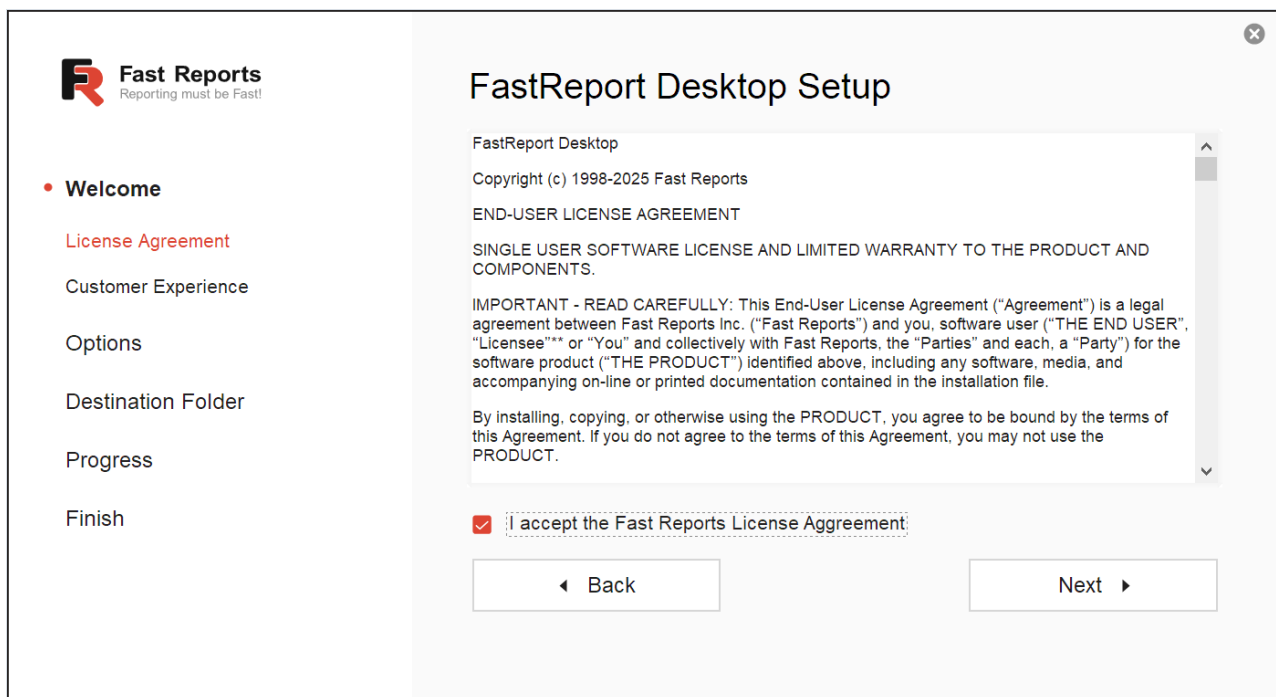 Fast Reports
Reporting must be Fast!
Welcome
License Agreement
Customer Experience
Options
Destination Folder
Progress
Finish
FastReport Desktop Setup
FastReport Desktop
Copyright (c) 1998-2025 Fast Reports
END-USER LICENSE AGREEMENT
SINGLE USER SOFTWARE LICENSE AND LIMITED WARRANTY TO THE PRODUCT AND
COMPONENTS.
IMPORTANT - READ CAREFULLY: This End-User License Agreement (“Agreement”) is a legal
agreement between Fast Reports Inc. (“Fast Reports”) and you, software user (“THE END USER”,
“Licensee”** or “You” and collectively with Fast Reports, the “Parties” and each, a “Party”) for the
software product (“THE PRODUCT”) identified above, including any software, media, and
accompanying on-line or printed documentation contained in the installation file.
By installing, copying, or otherwise using the PRODUCT, you agree to be bound by the terms of
this Agreement. If you do not agree to the terms of this Agreement, you may not use the
PRODUCT.
I accept the Fast Reports License Aggreement
Back
Next